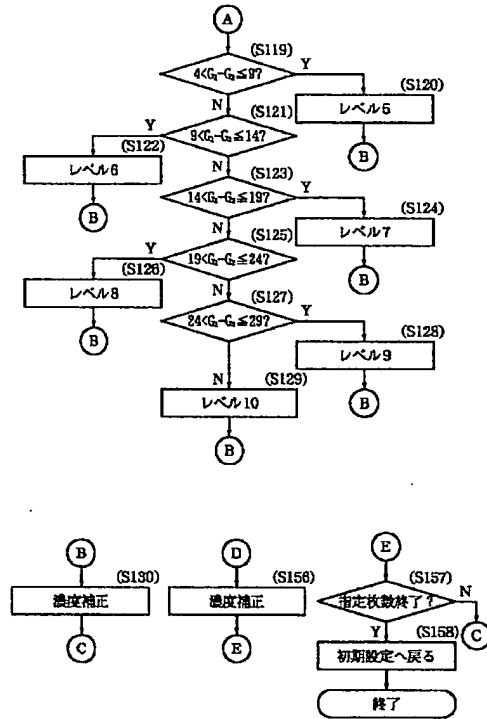 A
(S119)
4<G₁-G₂≦9?
Y
(S120)
レベル5
N
B
(S121)
9<G₁-G₂≦14?
Y
(S122)
レベル6
N
B
(S123)
14<G₁-G₂≦19?
Y
(S124)
レベル7
N
B
(S125)
19<G₁-G₂≦24?
Y
(S126)
レベル8
N
B
(S127)
24<G₁-G₂≦29?
Y
(S128)
レベル9
N
B
(S129)
レベル10
B
B
(S130)
濃度補正
C
D
(S156)
濃度補正
E
E
(S157)
指定枚数終了?
N
C
Y
(S158)
初期設定へ戻る
終了